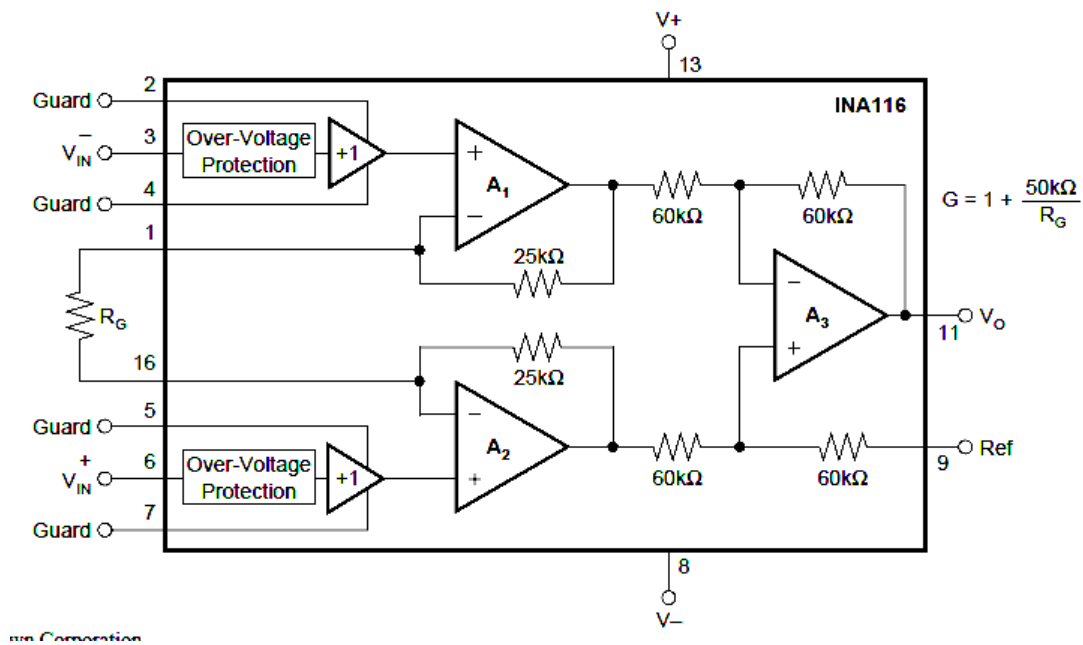 V+
13
INA116
2
Guard
3
V–IN
Over-Voltage
Protection
+1
4
Guard
1
+
A1
–
25kΩ
60kΩ
60kΩ
G = 1 + 50kΩ
RG
RG
–
A3
+
11
VO
16
25kΩ
5
Guard
6
V+IN
Over-Voltage
Protection
+1
7
Guard
–
A2
+
60kΩ
60kΩ
9
Ref
8
V–
Corporation